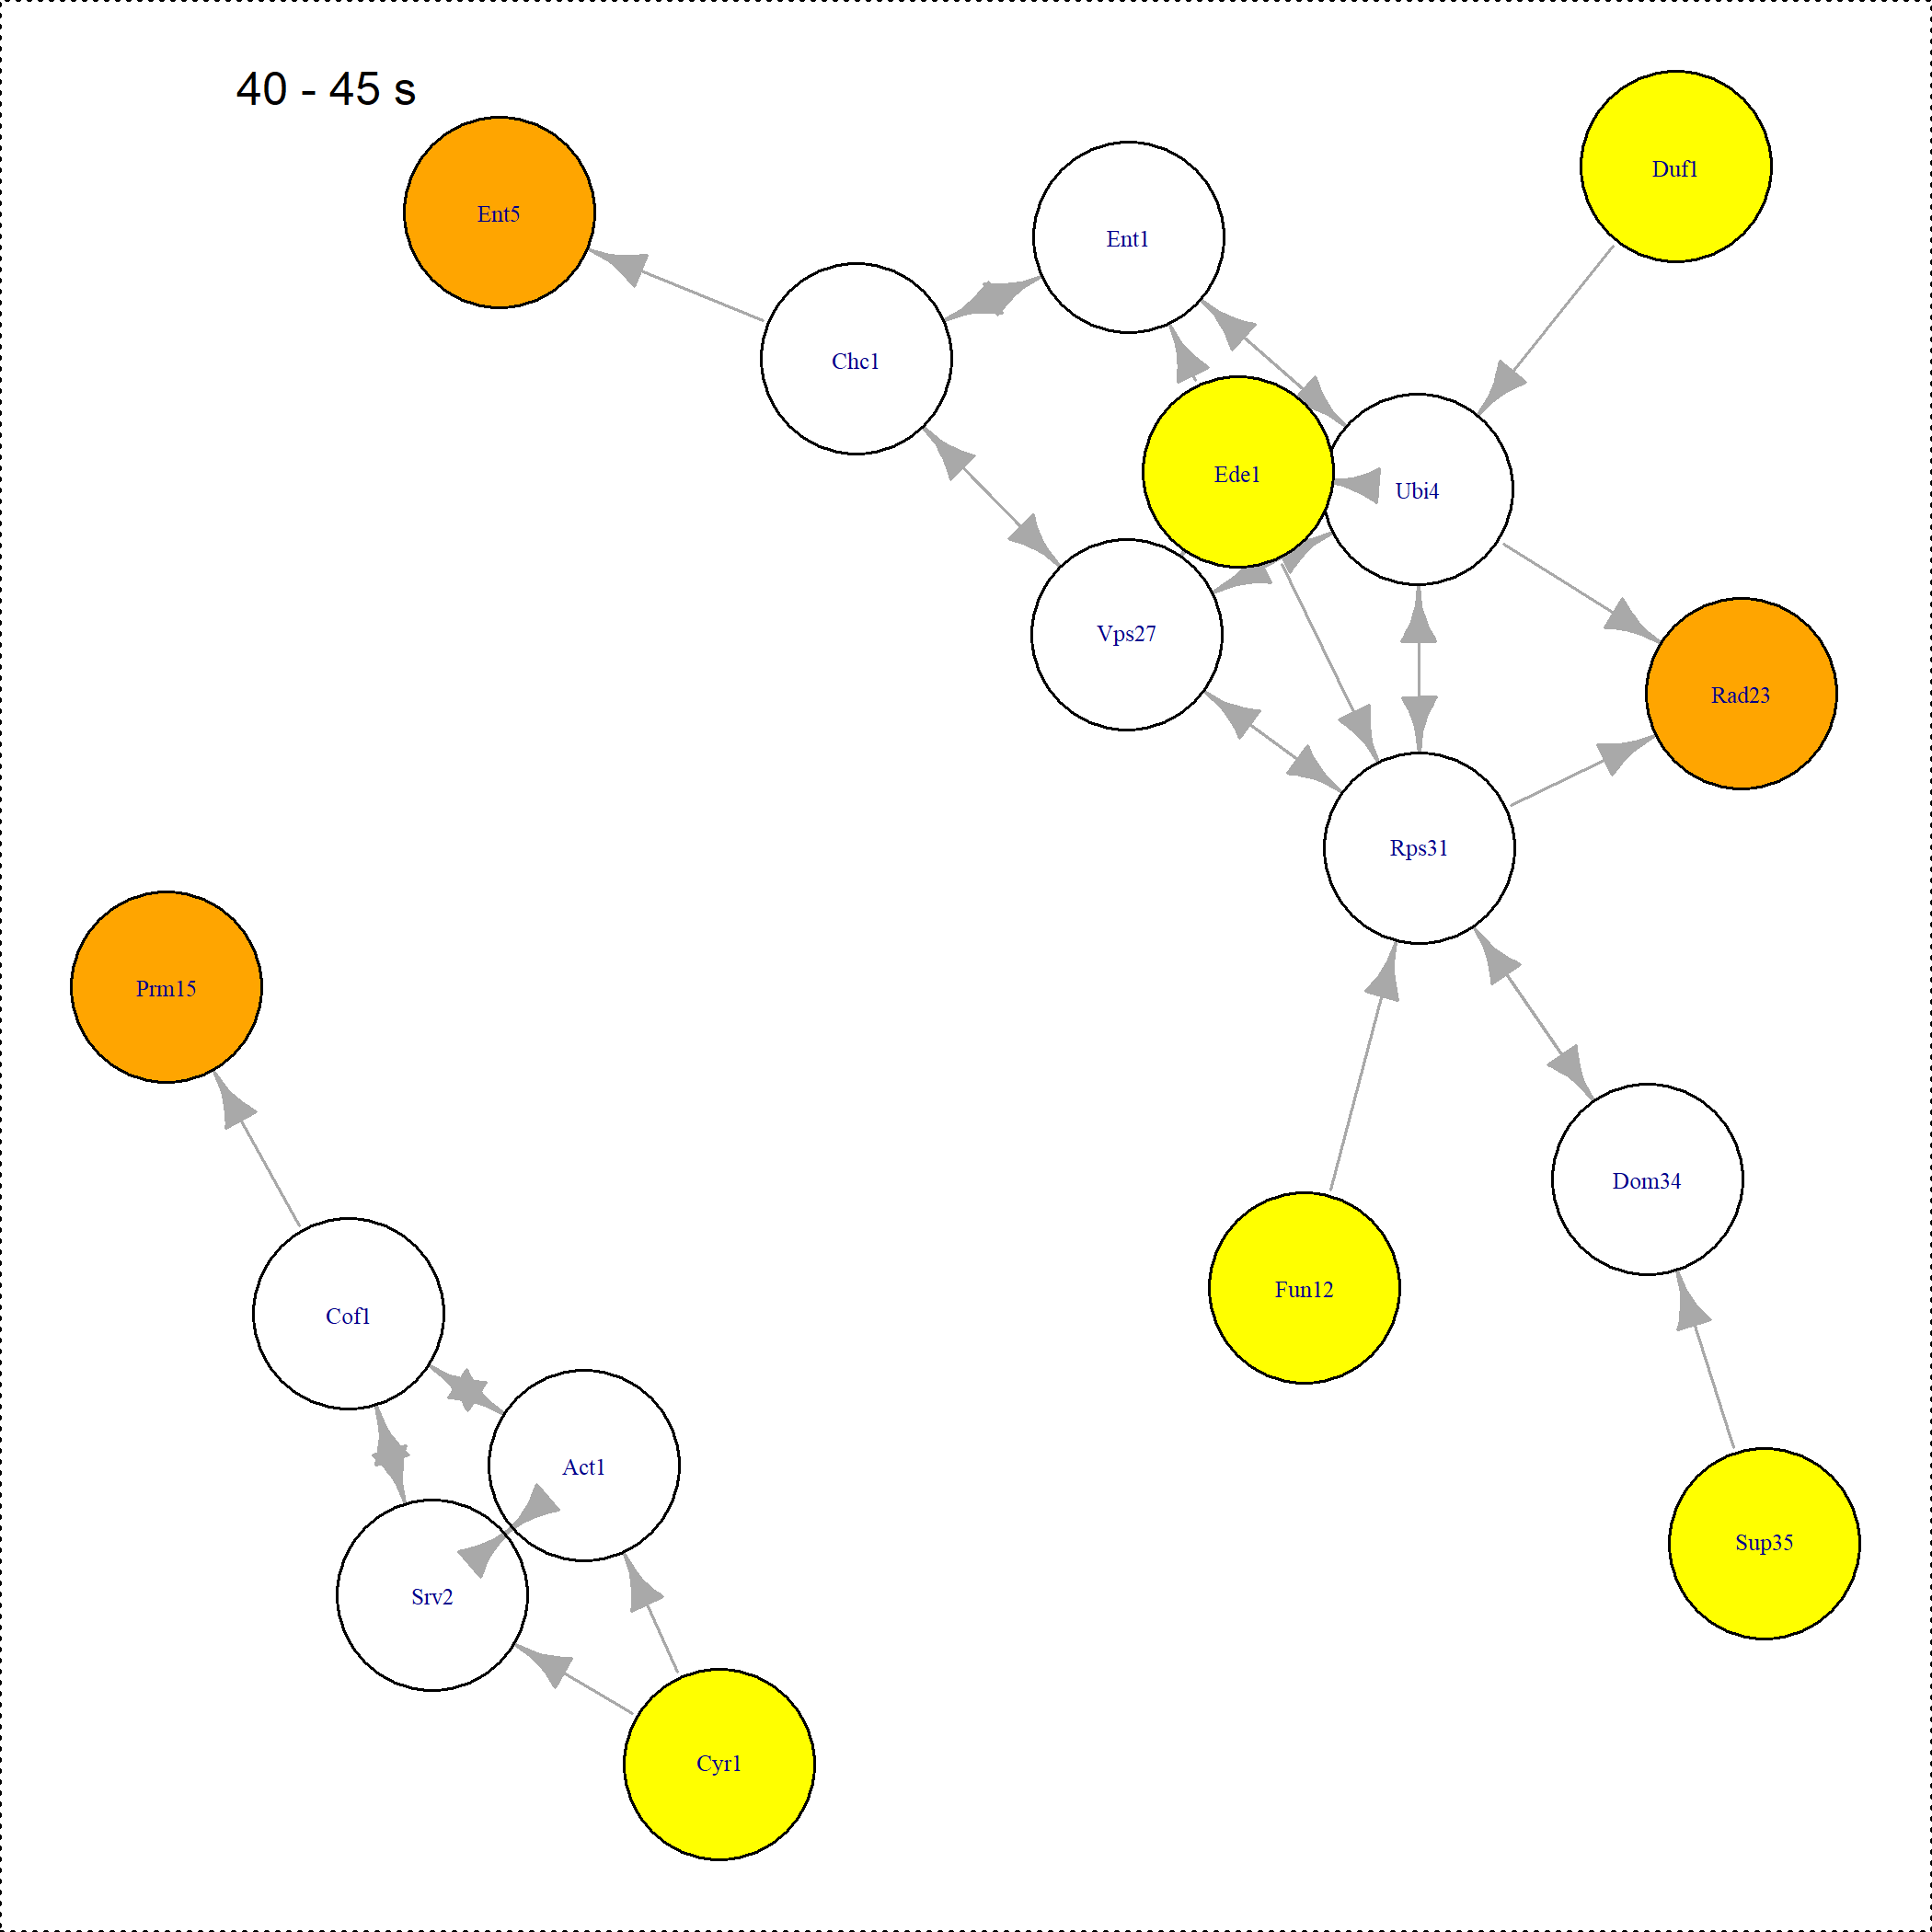 40 - 45 s
Duf1
Ent5
Ent1
Chc1
Ede1
Ubi4
Vps27
Rad23
Rps31
Prm15
Dom34
Fun12
Cof1
Act1
Sup35
Srv2
Cyr1